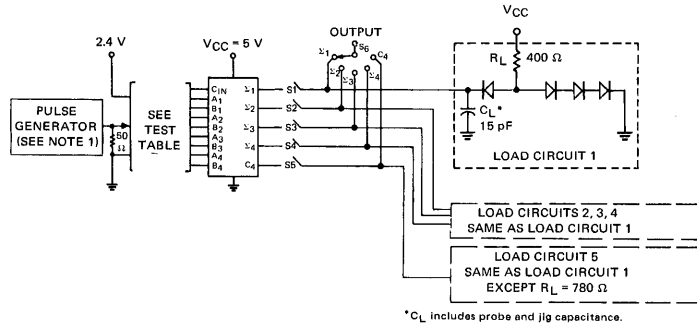 2.4 V
VCC = 5 V
OUTPUT
VCC
Σ1
S6
C4
Σ2
Σ3
Σ4
RL
400 Ω
CL*
15 pF
LOAD CIRCUIT 1
PULSE
GENERATOR
(SEE NOTE 1)
50
Ω
SEE
TEST
TABLE
CIN
A1
B1
A2
B2
A3
B3
A4
B4
Σ1
Σ2
Σ3
Σ4
C4
S1
S2
S3
S4
S5
LOAD CIRCUITS 2, 3, 4
SAME AS LOAD CIRCUIT 1
LOAD CIRCUIT 5
SAME AS LOAD CIRCUIT 1
EXCEPT RL = 780 Ω
*CL includes probe and jig capacitance.